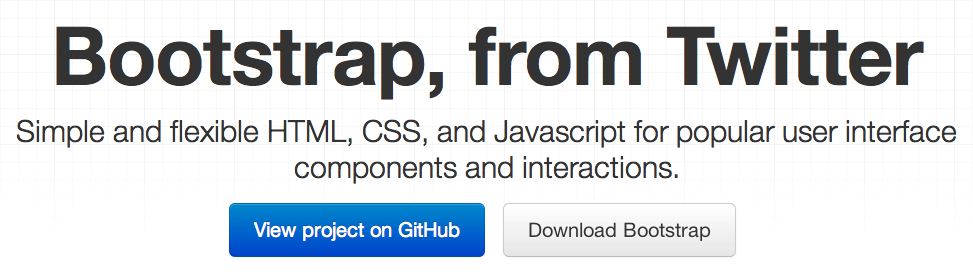 Bootstrap, from Twitter
Simple and flexible HTML, CSS, and Javascript for popular user interface
components and interactions.
View project on GitHub
Download Bootstrap